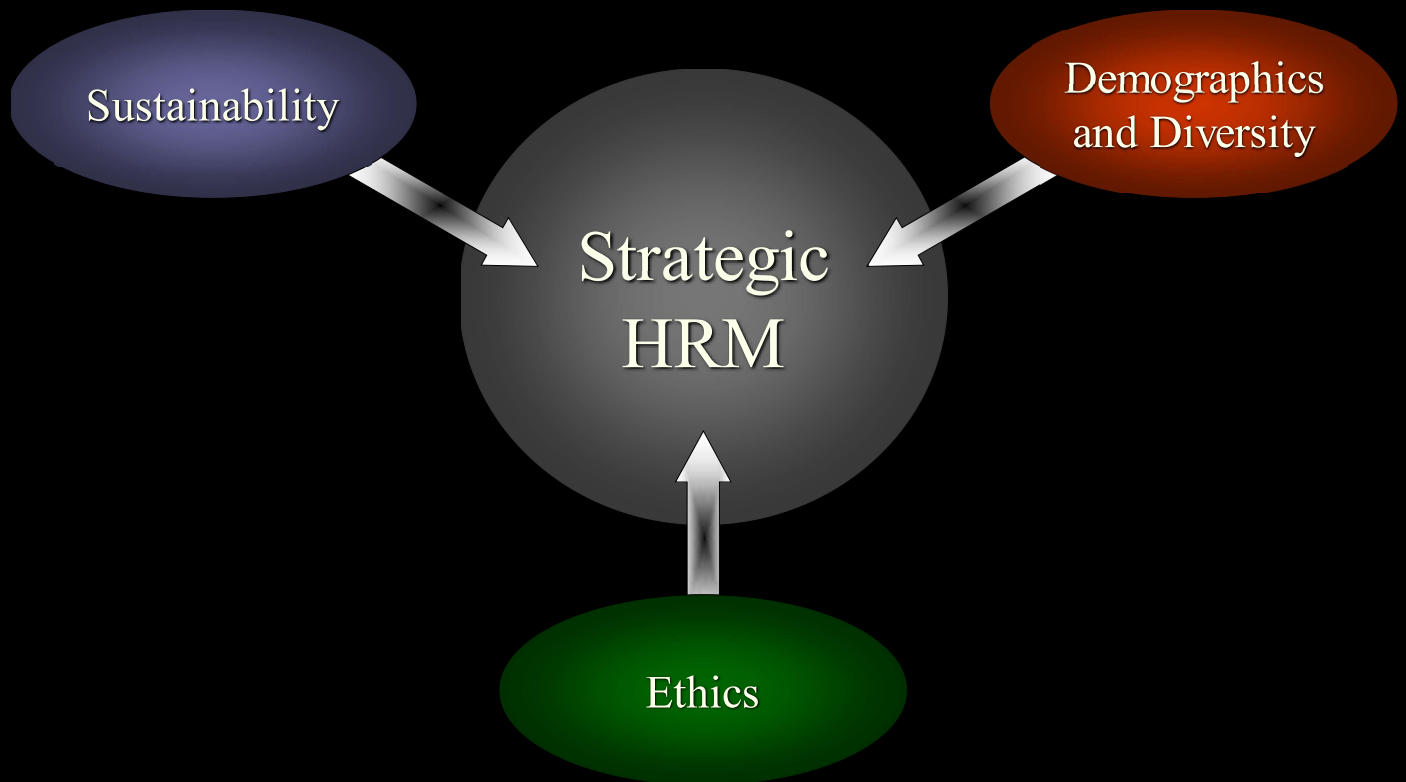 Sustainability
Demographics
and Diversity
Strategic
HRM
Ethics